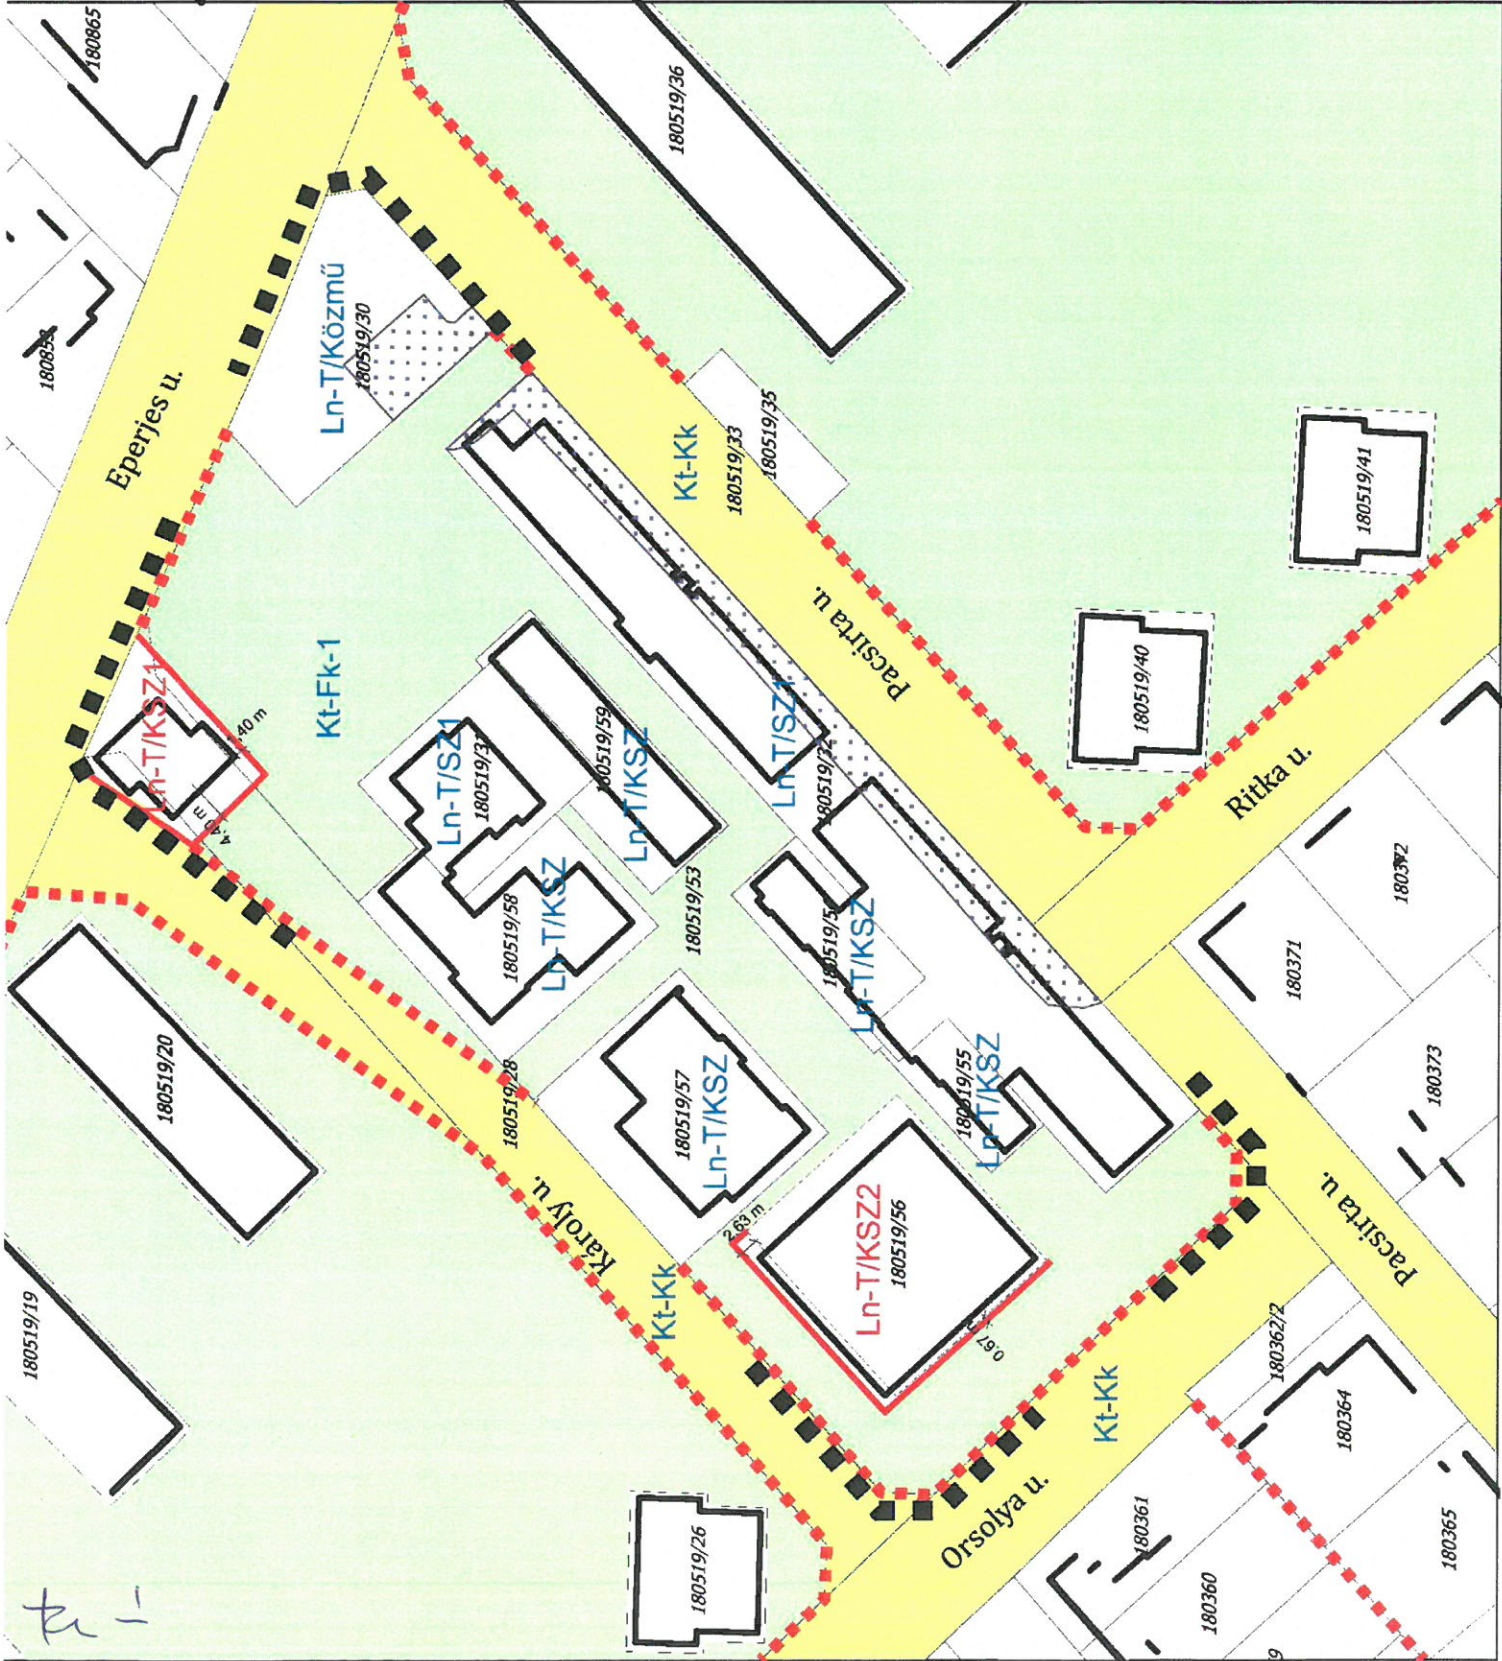 180865
180519/36
Ln-T/Közmű
180519/30
Eperjes u.
Kt-Kk
180519/33
180519/35
180519/41
Pacsirta u.
180519/40
Kt-Fk-1
Ln-T/KSZ1
4,40 m
Ln-T/SZ1
180519/59
Ln-T/KSZ
Ln-T/SZ1
Ritka u.
180372
180519/58
Ln-T/KSZ
180519/53
Ln-T/KSZ
180371
180519/20
180519/28
180519/57
Ln-T/KSZ
180519/55
Ln-T/KSZ
180373
Károly u.
2.63 m
Ln-T/KSZ2
180519/56
0.67 m
Pacsirta u.
Kt-Kk
180519/19
180362/2
180364
Kt-Kk
Orsolya u.
180519/26
180361
180360
180365